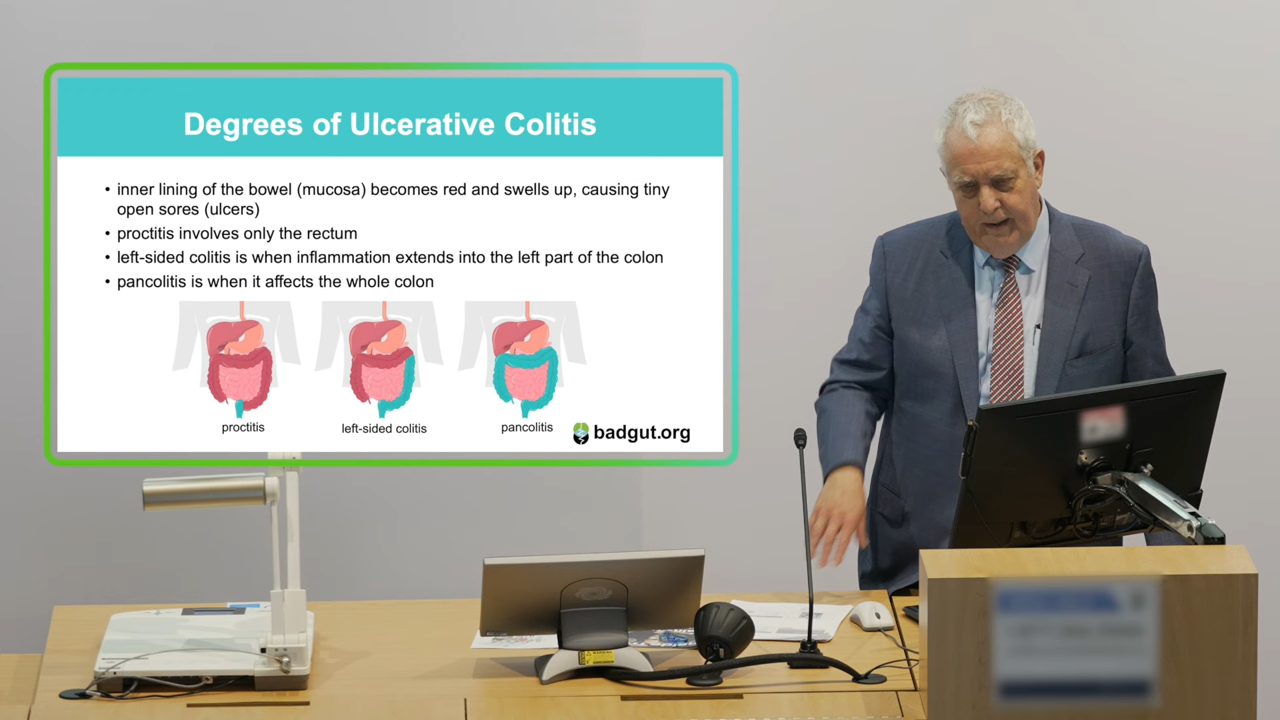 Degrees of Ulcerative Colitis
• inner lining of the bowel (mucosa) becomes red and swells up, causing tiny
open sores (ulcers)
• proctitis involves only the rectum
• left-sided colitis is when inflammation extends into the left part of the colon
• pancolitis is when it affects the whole colon
proctitis
left-sided colitis
pancolitis
badgut.org